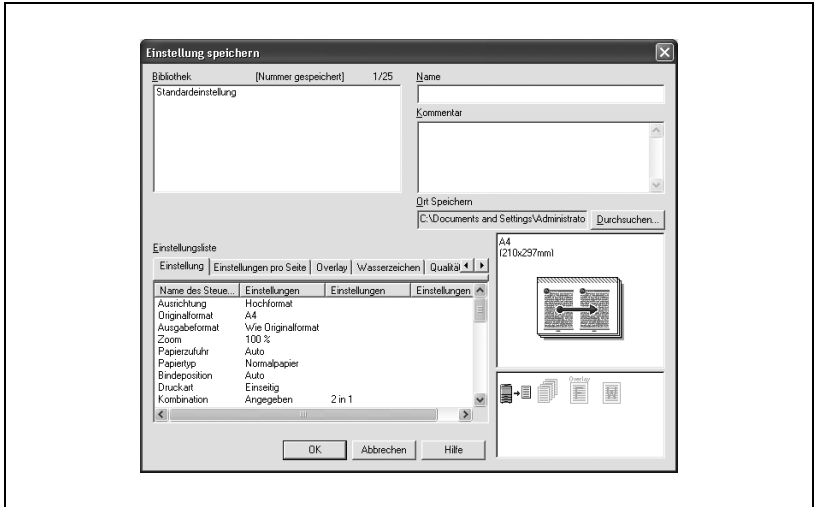 Einstellung speichern
Bibliothek [Nummer gespeichert] 1/25
Standardeinstellung
Name
Kommentar
Ort Speichern
C:\Documents and Settings\Administrato Durchsuchen...
Einstellungsliste
Einstellung Einstellungen pro Seite Overlay Wasserzeichen Qualität
Name des Steue... Einstellungen Einstellungen Einstellungen
Ausrichtung Hochformat
Originalformat A4
Ausgabeformat Wie Originalformat
Zoom 100 %
Papierzufuhr Auto
Papiertyp Normalpapier
Bindeposition Auto
Druckart Einseitig
Kombination Angegeben 2 in 1
A4
(210x297mm)
Overlay
OK Abbrechen Hilfe